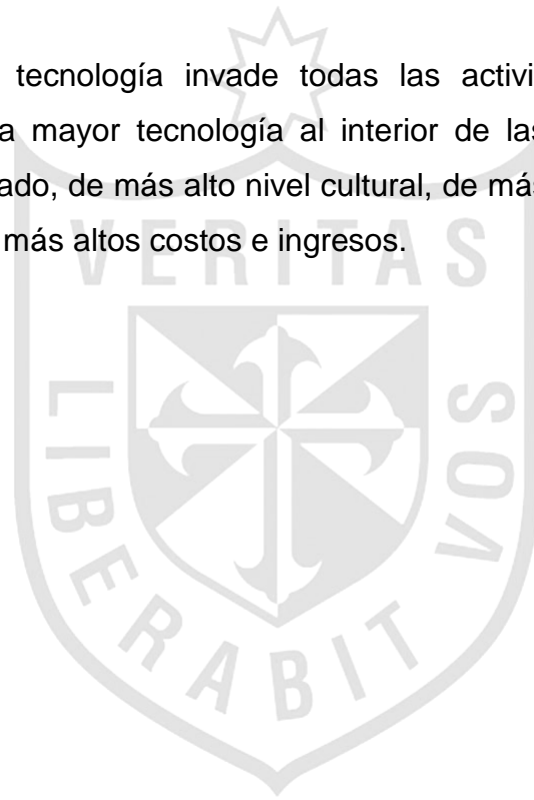 tecnología invade todas las activi
a mayor tecnología al interior de las
ado, de más alto nivel cultural, de más
más altos costos e ingresos.
VERITAS
LIBERABIT
VOS